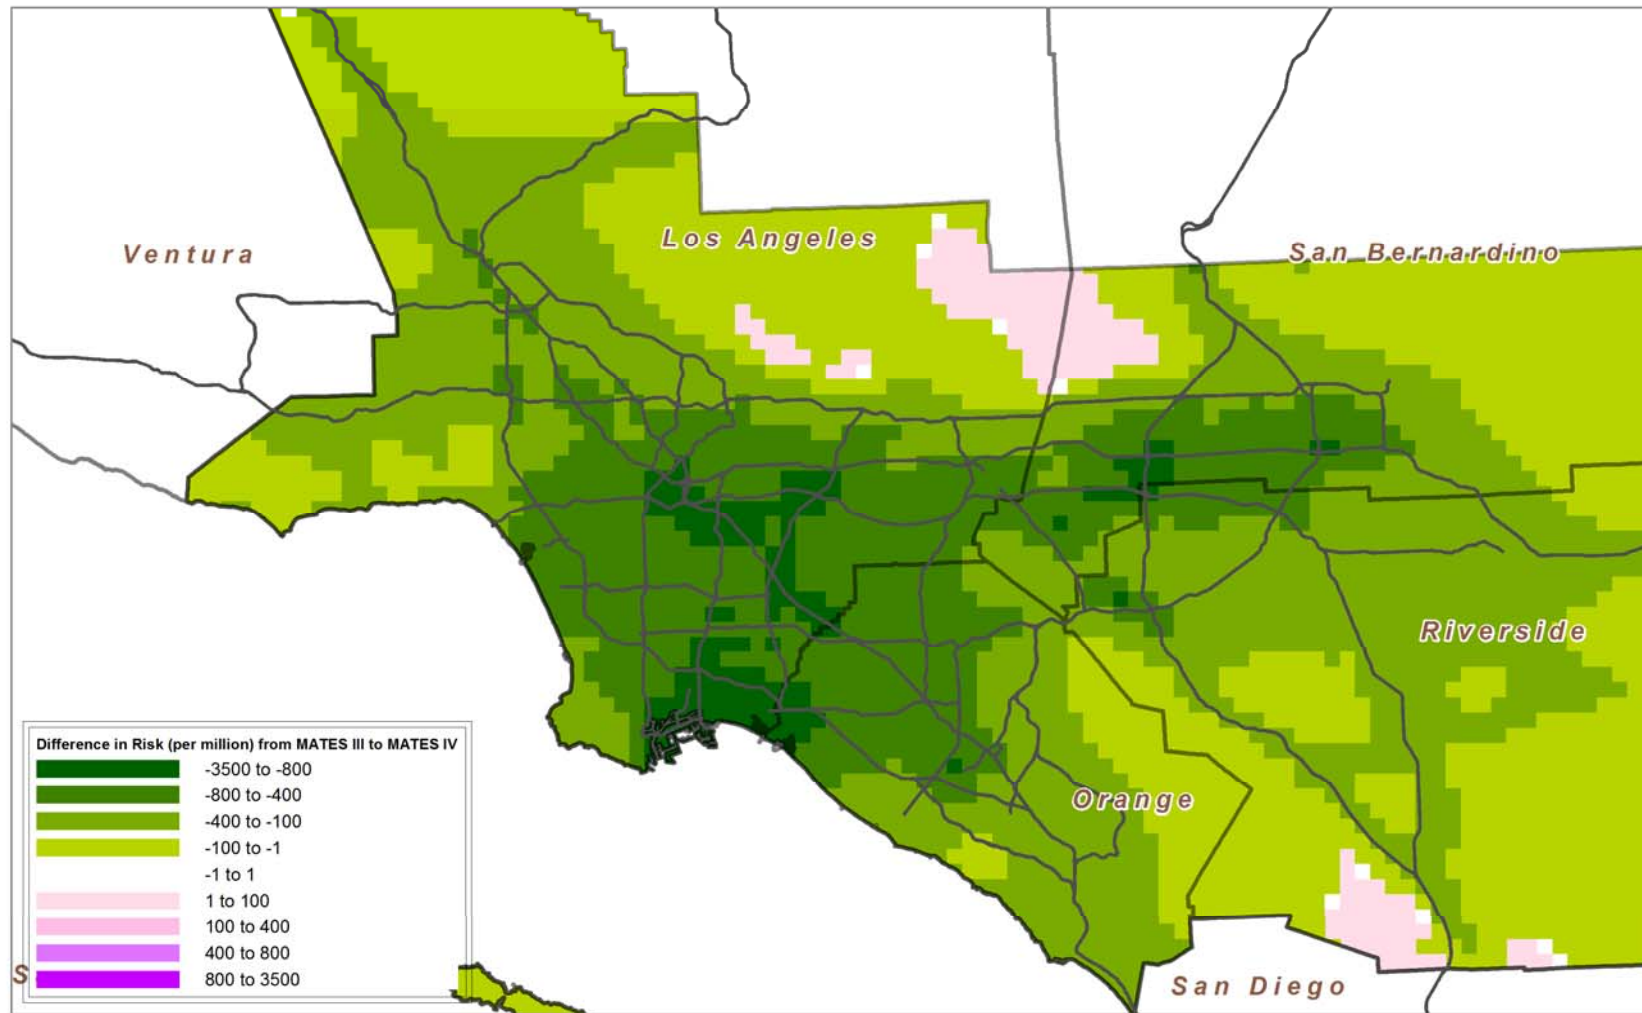 Ventura
Los Angeles
San Bernardino
Riverside
Orange
San Diego
S
Difference in Risk (per million) from MATES III to MATES IV
-3500 to -800
-800 to -400
-400 to -100
-100 to -1
-1 to 1
1 to 100
100 to 400
400 to 800
800 to 3500